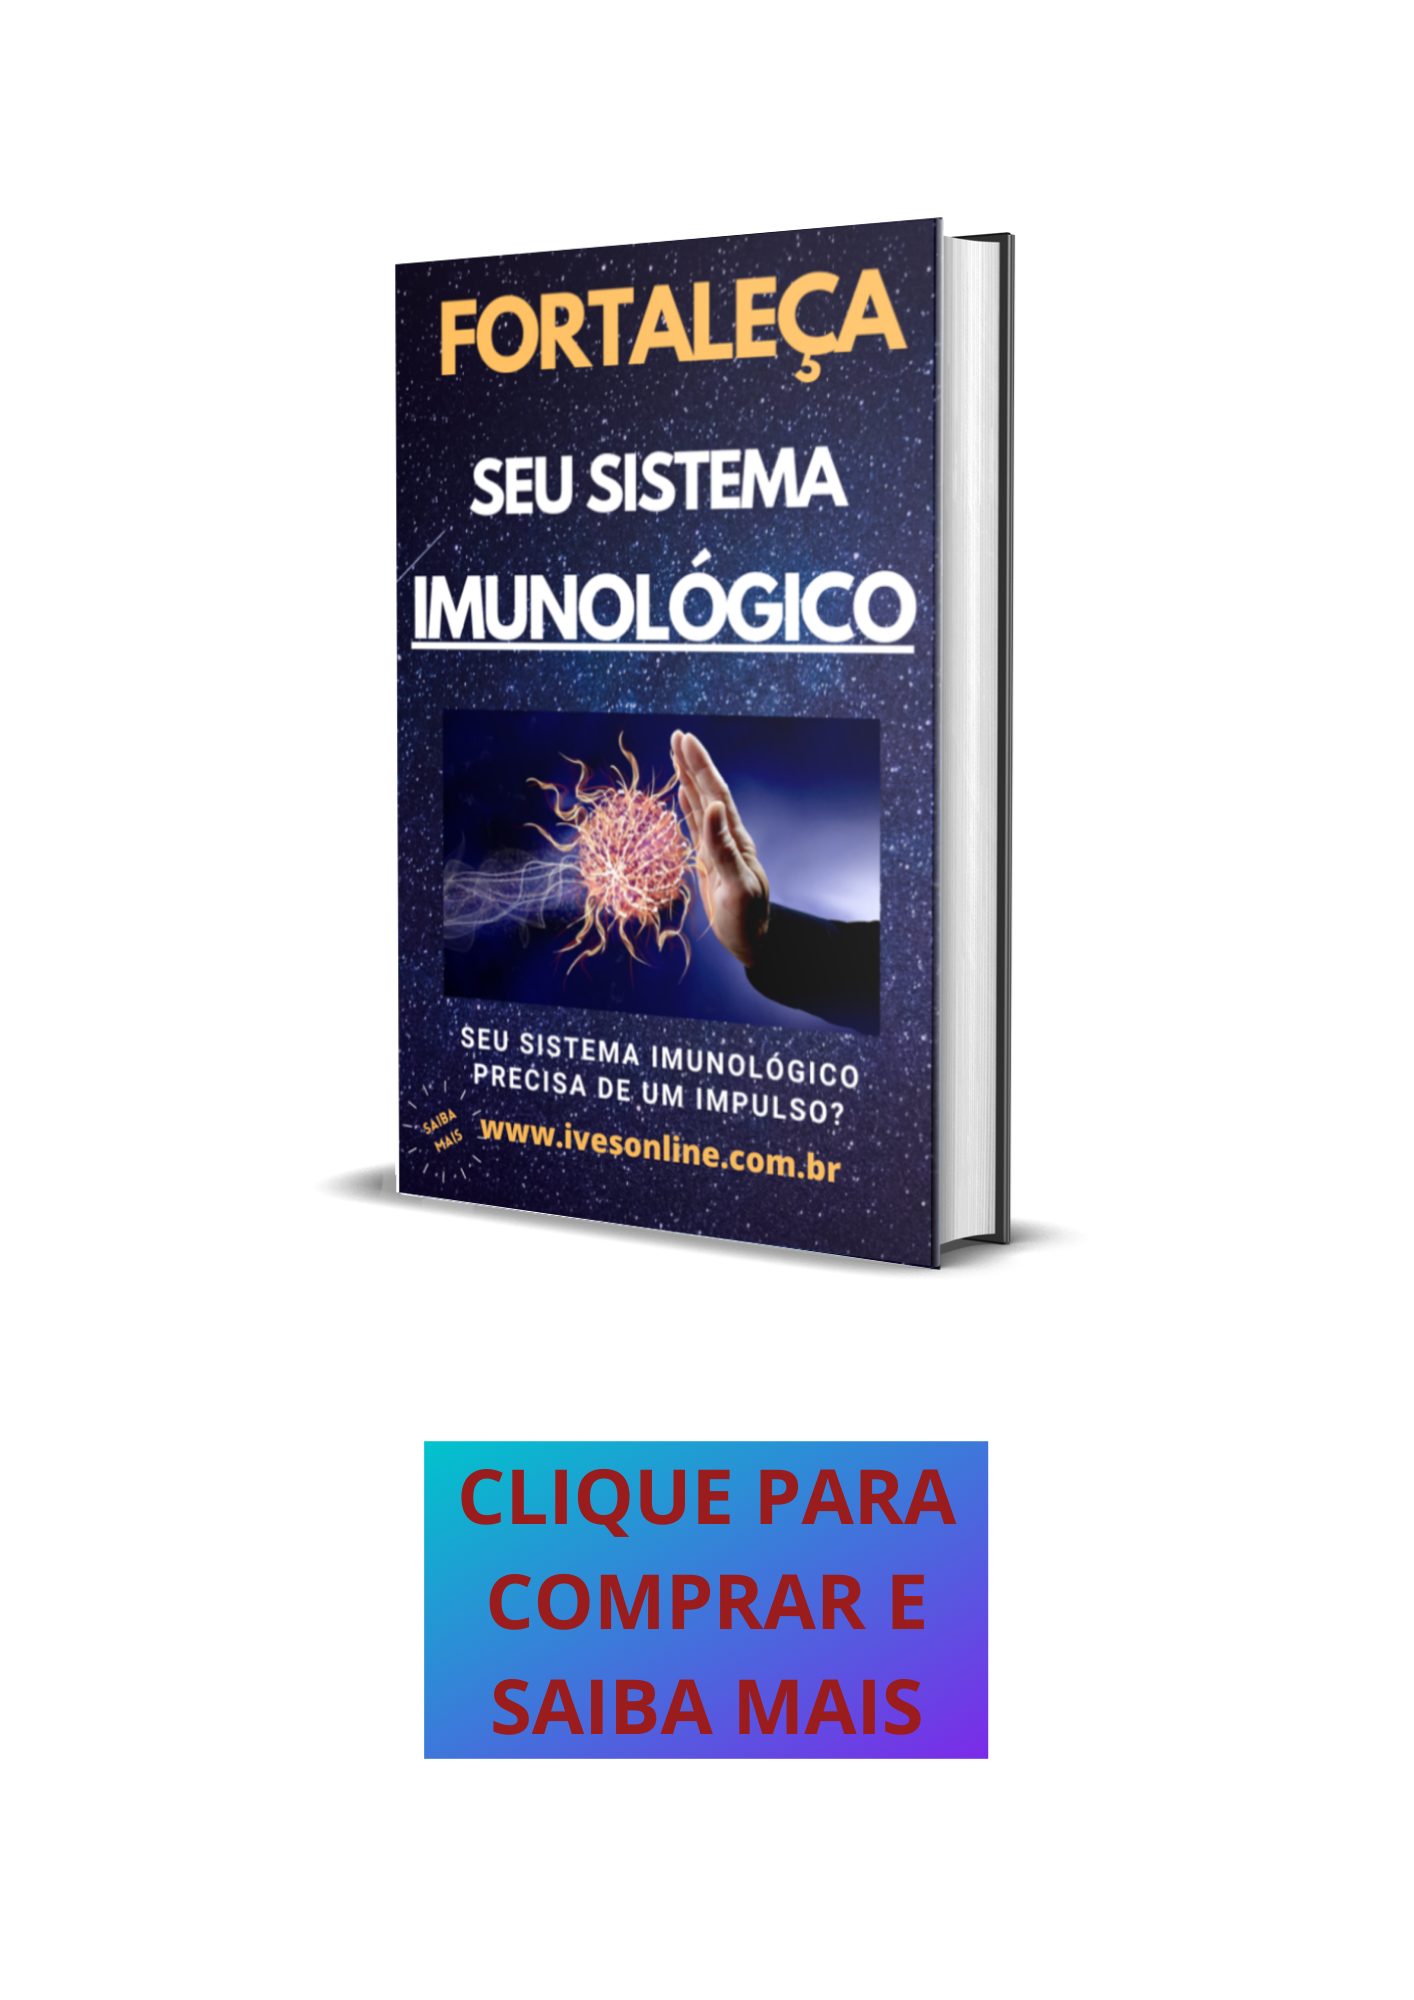 FORTALEÇA
SEU SISTEMA
IMUNOLÓGICO
SEU SISTEMA IMUNOLÓGICO
PRECISA DE UM IMPULSO?
SAIBA
MAIS
www.ivesonline.com.br
CLIQUE PARA
COMPRAR E
SAIBA MAIS